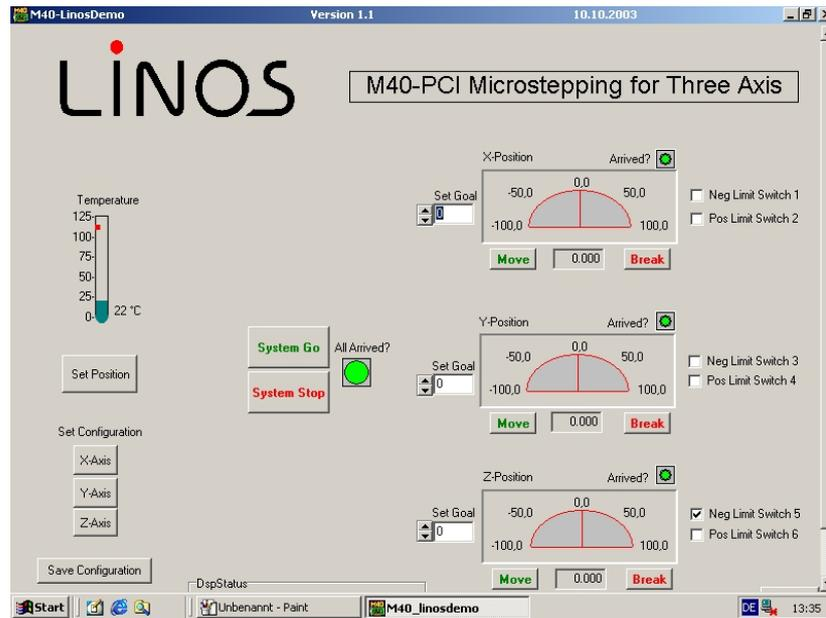 M40-LinosDemo Version 1.1 10.10.2003
LINOS
M40-PCI Microstepping for Three Axis
Temperature
125
100
75
50
25
0
22 °C
Set Position
Set Configuration
X-Axis
Y-Axis
Z-Axis
Save Configuration
System Go
System Stop
All Arrived?
X-Position Arrived?
Set Goal
0
-50,0 0,0 50,0
-100,0 100,0
Neg Limit Switch 1
Pos Limit Switch 2
Move 0.000 Break
Y-Position Arrived?
Set Goal
0
-50,0 0,0 50,0
-100,0 100,0
Neg Limit Switch 3
Pos Limit Switch 4
Move 0.000 Break
Z-Position Arrived?
Set Goal
0
-50,0 0,0 50,0
-100,0 100,0
Neg Limit Switch 5
Pos Limit Switch 6
Move 0.000 Break
DspStatus
Start Unbenannt - Paint M40_linosdemo DE 13:35